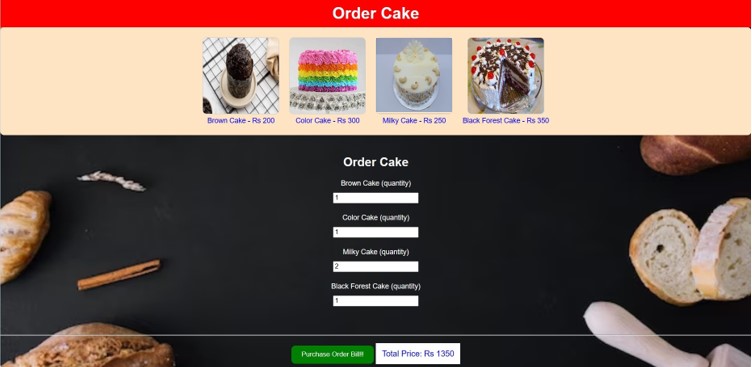 Order Cake
Brown Cake - Rs 200
Color Cake - Rs 300
Milky Cake - Rs 250
Black Forest Cake - Rs 350
Order Cake
Brown Cake (quantity)
1
Color Cake (quantity)
1
Milky Cake (quantity)
2
Black Forest Cake (quantity)
1
Purchase Order Bill!!
Total Price: Rs 1350